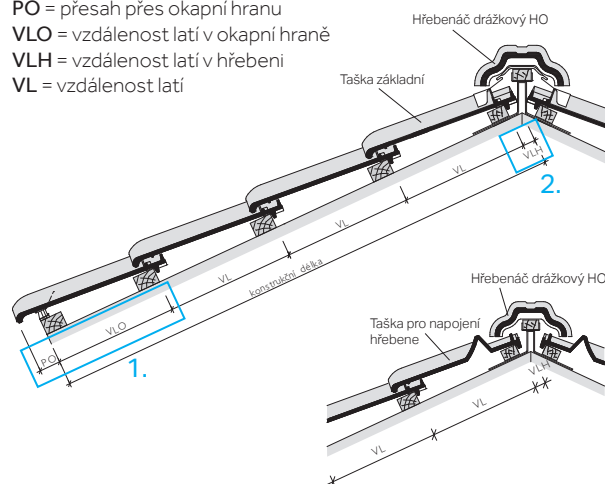 PO = přesah přes okapní hranu
VLO = vzdálenost latí v okapní hraně
VLH = vzdálenost latí v hřebeni
VL = vzdálenost latí
Hřebenáč drážkový HO
Taška základní
VLH
VL
2.
VL
VL
konstrukční délka
VLO
PO
1.
Hřebenáč drážkový HO
Taška pro napojení
hřebene
VLH
VL
VL